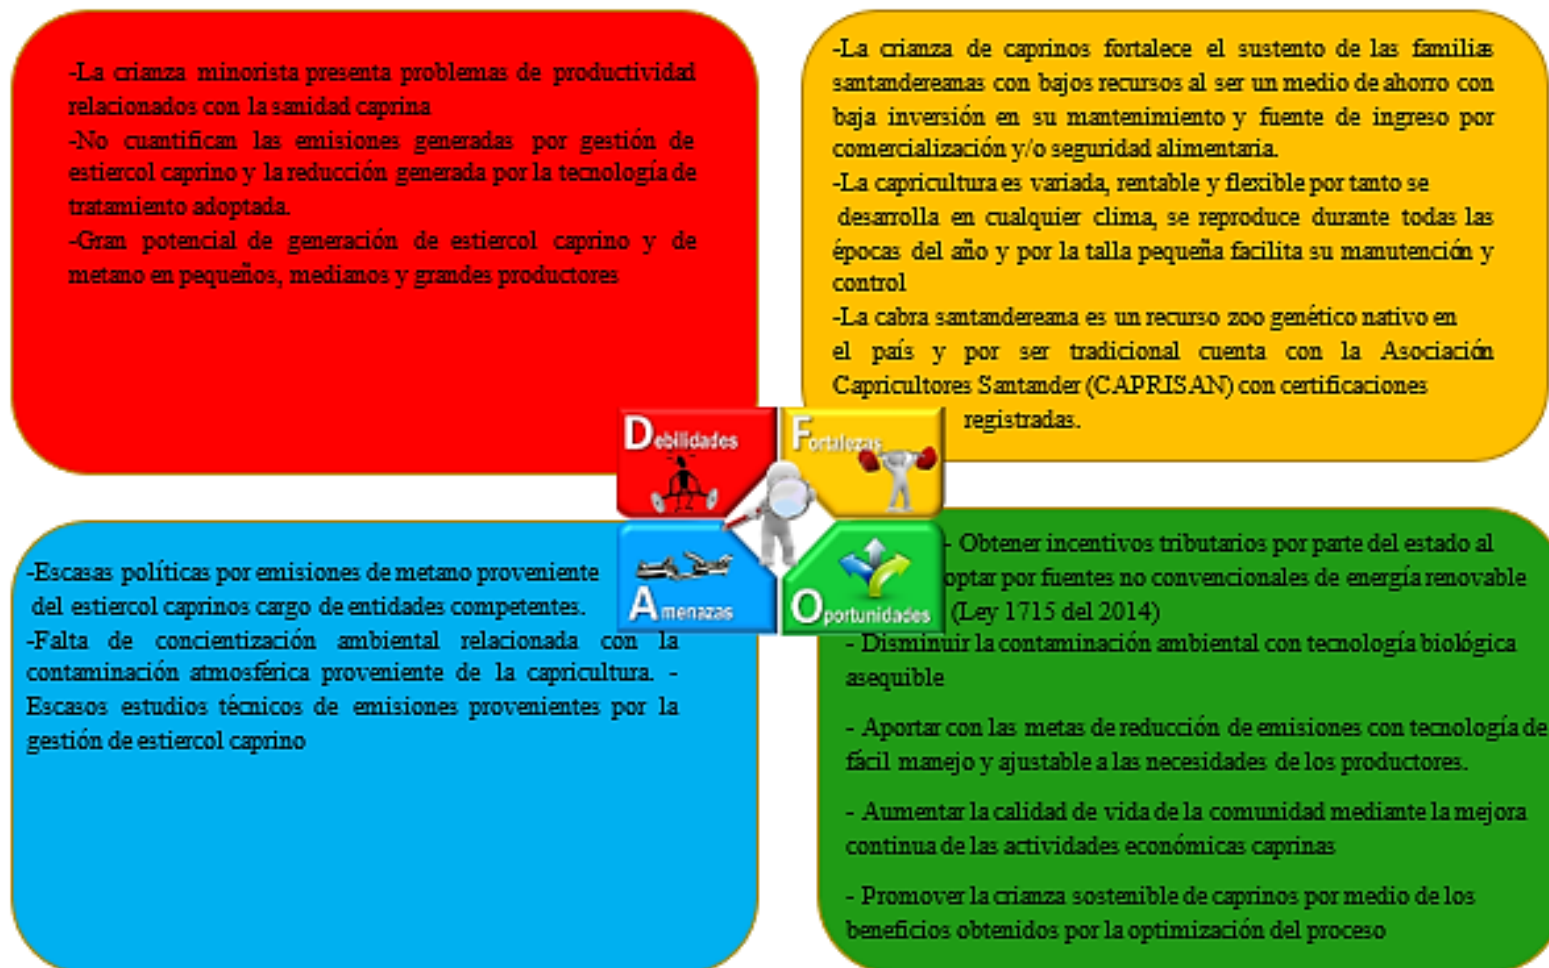 -La crianza minorista presenta problemas de productividad
relacionados con la sanidad caprina
-No cuantifican las emisiones generadas por gestión de
estiercol caprino y la reducción generada por la tecnología de
tratamiento adoptada.
-Gran potencial de generación de estiercol caprino y de
metano en pequeños, medianos y grandes productores
-La crianza de caprinos fortalece el sustento de las familias
santandereanas con bajos recursos al ser un medio de ahorro con
baja inversión en su mantenimiento y fuente de ingreso por
comercialización y/o seguridad alimentaria.
-La capricultura es variada, rentable y flexible por tanto se
desarrolla en cualquier clima, se reproduce durante todas las
épocas del año y por la talla pequeña facilita su manutención y
control
-La cabra santandereana es un recurso zoo genético nativo en
el país y por ser tradicional cuenta con la Asociación
Capricultores Santander (CAPRISAN) con certificaciones
registradas.
Debilidades
Fortalezas
Amenazas
Oportunidades
-Escasas políticas por emisiones de metano proveniente
del estiercol caprinos cargo de entidades competentes.
-Falta de concientización ambiental relacionada con la
contaminación atmosférica proveniente de la capricultura. -
Escasos estudios técnicos de emisiones provenientes por la
gestión de estiercol caprino
- Obtener incentivos tributarios por parte del estado al
optar por fuentes no convencionales de energía renovable
(Ley 1715 del 2014)
- Disminuir la contaminación ambiental con tecnología biológica
asequible
- Aportar con las metas de reducción de emisiones con tecnología de
fácil manejo y ajustable a las necesidades de los productores.
- Aumentar la calidad de vida de la comunidad mediante la mejora
continua de las actividades económicas caprinas
- Promover la crianza sostenible de caprinos por medio de los
beneficios obtenidos por la optimización del proceso